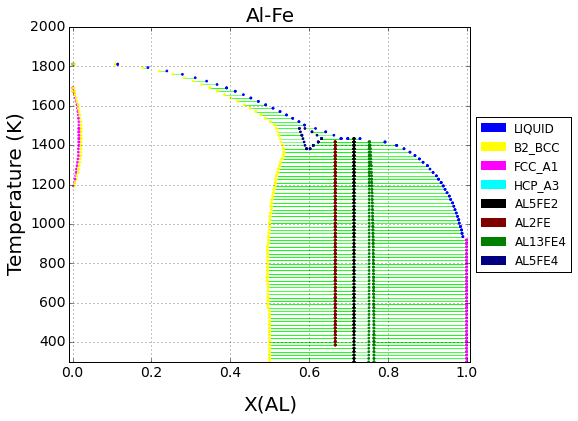 Al-Fe
2000
1800
1600
1400
1200
1000
800
600
400
Temperature (K)
0.0
0.2
0.4
0.6
0.8
1.0
X(AL)
LIQUID
B2_BCC
FCC_A1
HCP_A3
AL5FE2
AL2FE
AL13FE4
AL5FE4